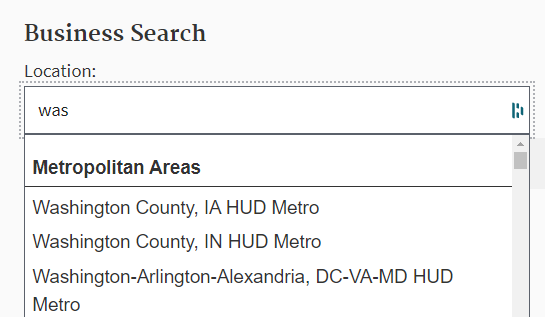 Business Search
Location:
was
Metropolitan Areas
Washington County, IA HUD Metro
Washington County, IN HUD Metro
Washington-Arlington-Alexandria, DC-VA-MD HUD
Metro